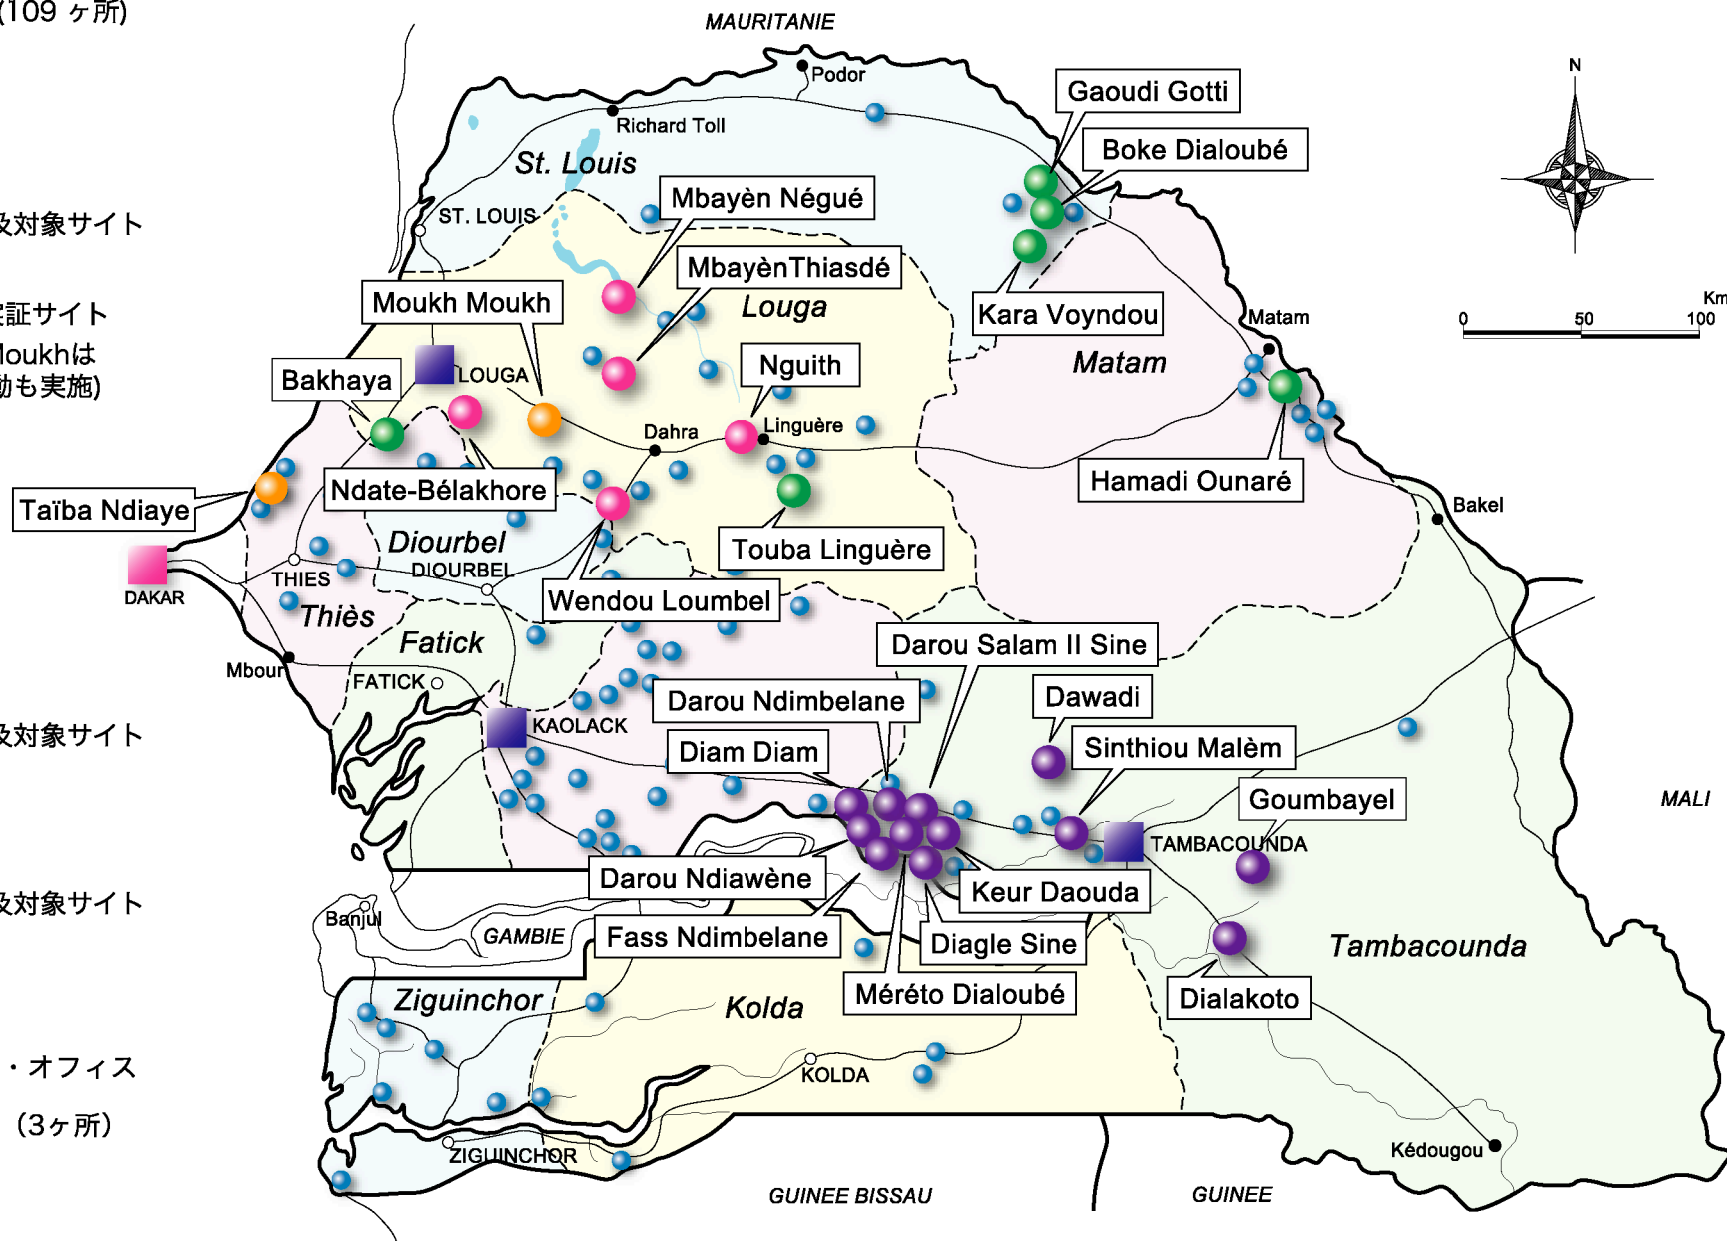 (109 ヶ所)
MAURITANIE
Podor
N
Gaoudi Gotti
Richard Toll
Boke Dialoubé
St. Louis
Mbayèn Négué
ST. LOUIS
及対象サイト
MbayènThiasdé
Moukh Moukh
Louga
Kara Voyndou
Km
0 50 100
証サイト
Matam
Moukhは
動も実施)
Bakhaya
LOUGA
Nguith
Matam
Dahra
Linguère
Hamadi Ounaré
Ndate-Bélakhore
Taïba Ndiaye
Bakel
Diourbel
Touba Linguère
DIOURBEL
THIES
DAKAR
Wendou Loumbel
Thiès
Fatick
Darou Salam II Sine
Mbour
FATICK
Dawadi
Darou Ndimbelane
KAOLACK
及対象サイト
Diam Diam
Sinthiou Malèm
Goumbayel
MALI
TAMBACOUNDA
Darou Ndiawène
Keur Daouda
及対象サイト
Banjul
GAMBIE
Fass Ndimbelane
Diagle Sine
Tambacounda
Méréto Dialoubé
Dialakoto
Ziguinchor
Kolda
・オフィス
KOLDA
(3ヶ所)
ZIGUINCHOR
Kédougou
GUINEE BISSAU
GUINEE